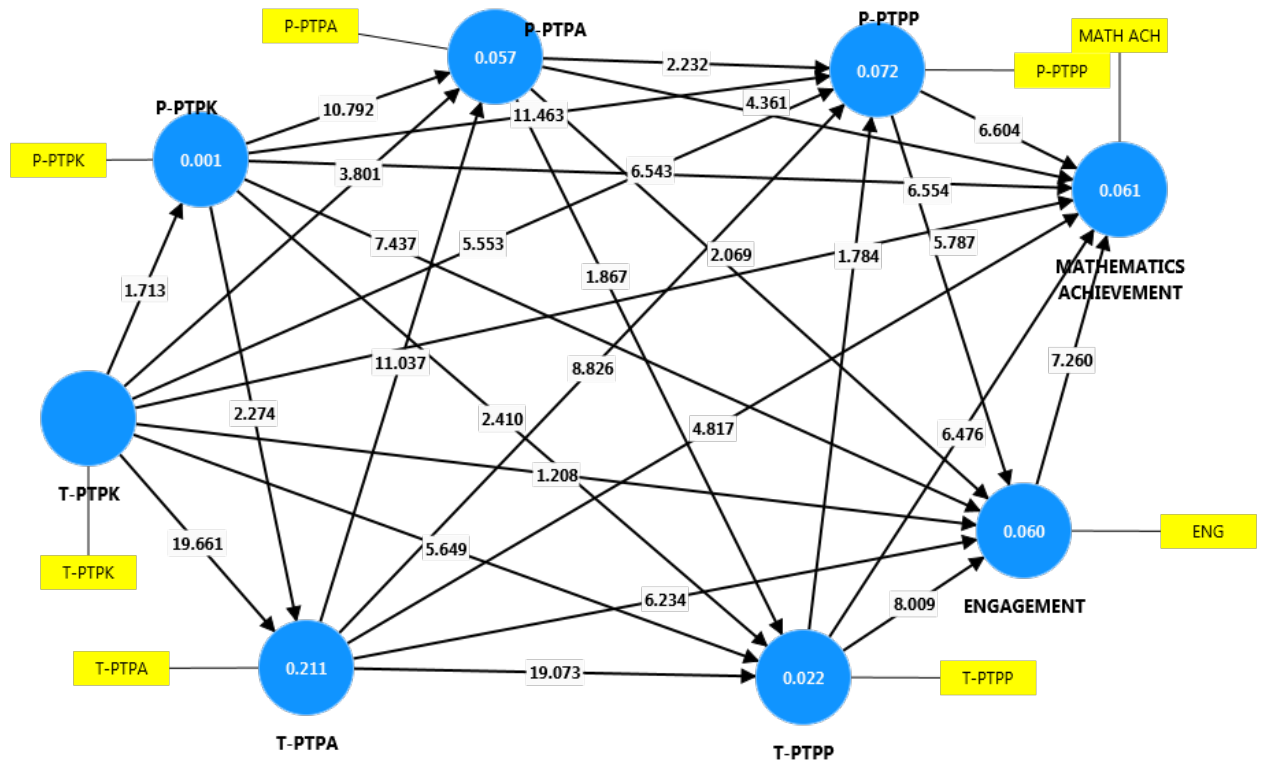 P-PTPP
MATH ACH
P-PTPA
P-PTPA
0.057
2.232
0.072
P-PTPP
P-PTPK
10.792
11.463
4.361
6.604
P-PTPK
0.001
3.801
6.543
6.554
0.061
7.437
5.553
2.069
1.784
5.787
1.713
1.867
MATHEMATICS
ACHIEVEMENT
11.037
8.826
7.260
2.274
2.410
4.817
6.476
1.208
T-PTPK
0.060
ENG
19.661
5.649
T-PTPK
6.234
8.009
ENGAGEMENT
T-PTPA
0.211
19.073
0.022
T-PTPP
T-PTPA
T-PTPP